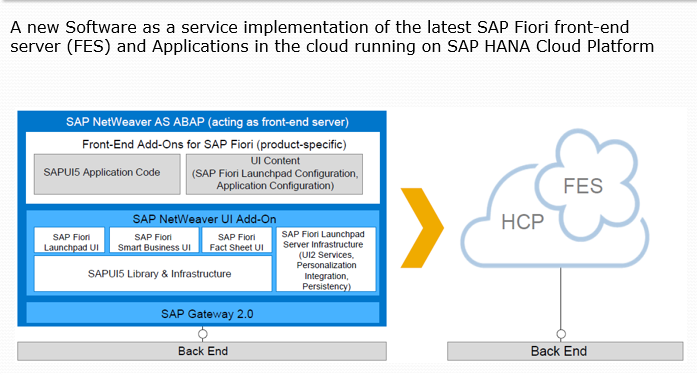 A new Software as a service implementation of the latest SAP Fiori front-end
server (FES) and Applications in the cloud running on SAP HANA Cloud Platform
SAP NetWeaver AS ABAP (acting as front-end server)
Front-End Add-Ons for SAP Fiori (product-specific)
SAPUI5 Application Code
UI Content
(SAP Fiori Launchpad Configuration,
Application Configuration)
SAP NetWeaver UI Add-On
SAP Fiori
Launchpad UI
SAP Fiori
Smart Business UI
SAP Fiori
Fact Sheet UI
SAP Fiori Launchpad
Server Infrastructure
(UI2 Services,
Personalization
Integration,
Persistency)
SAPUI5 Library & Infrastructure
SAP Gateway 2.0
Back End
HCP
FES
Back End